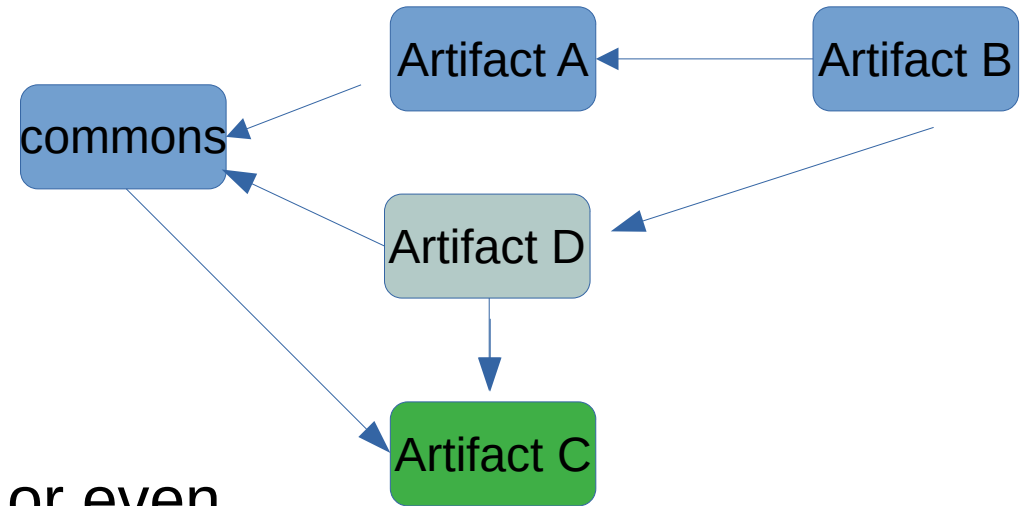 Artifact A
Artifact B
commons
Artifact D
Artifact C
or even